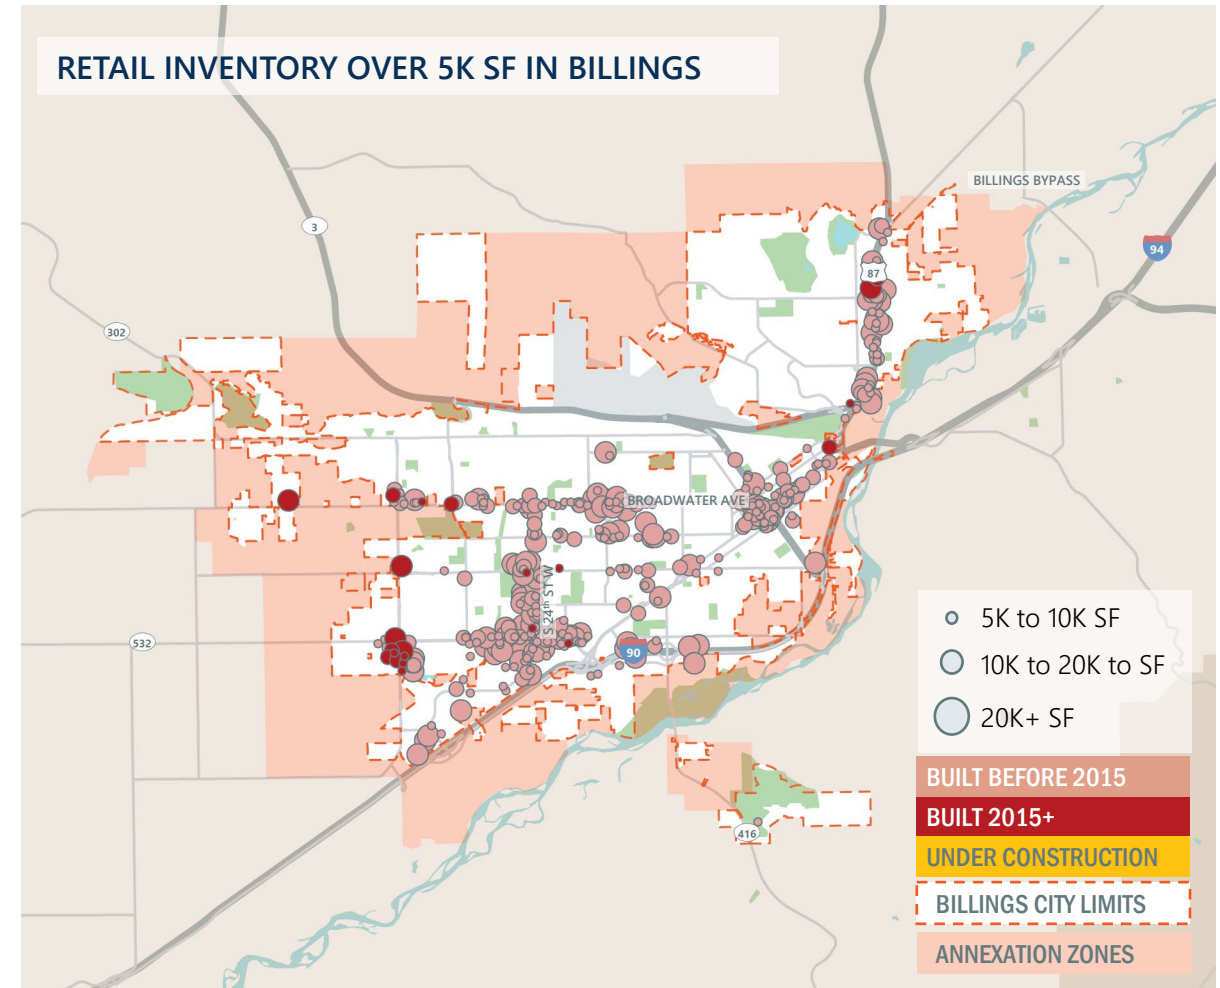 RETAIL INVENTORY OVER 5K SF IN BILLINGS
BILLINGS BYPASS
3
94
87
302
BROADWATER AVE
S 24th ST W
532
90
416
5K to 10K SF
10K to 20K to SF
20K+ SF
BUILT BEFORE 2015
BUILT 2015+
UNDER CONSTRUCTION
BILLINGS CITY LIMITS
ANNEXATION ZONES